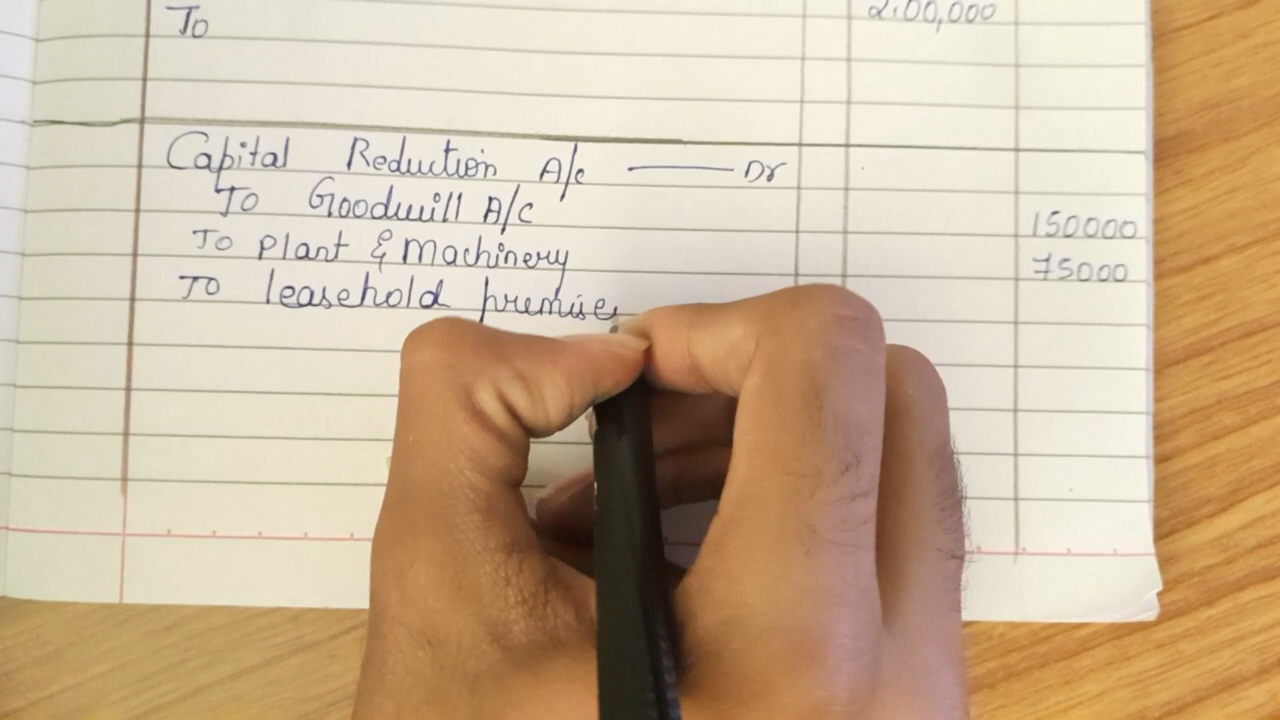 To 2,00,000
Capital Reduction A/c —— Dr
To Goodwill A/c 150000
To Plant & Machinery 75000
To leasehold premise